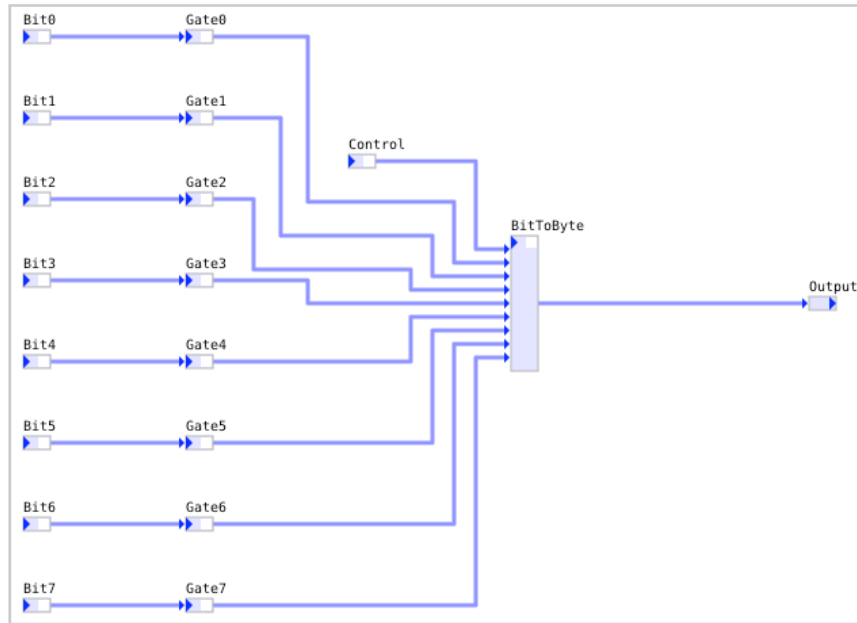 Bit0 Gate0
Bit1 Gate1
Control
Bit2 Gate2
BitToByte
Bit3 Gate3
Output
Bit4 Gate4
Bit5 Gate5
Bit6 Gate6
Bit7 Gate7